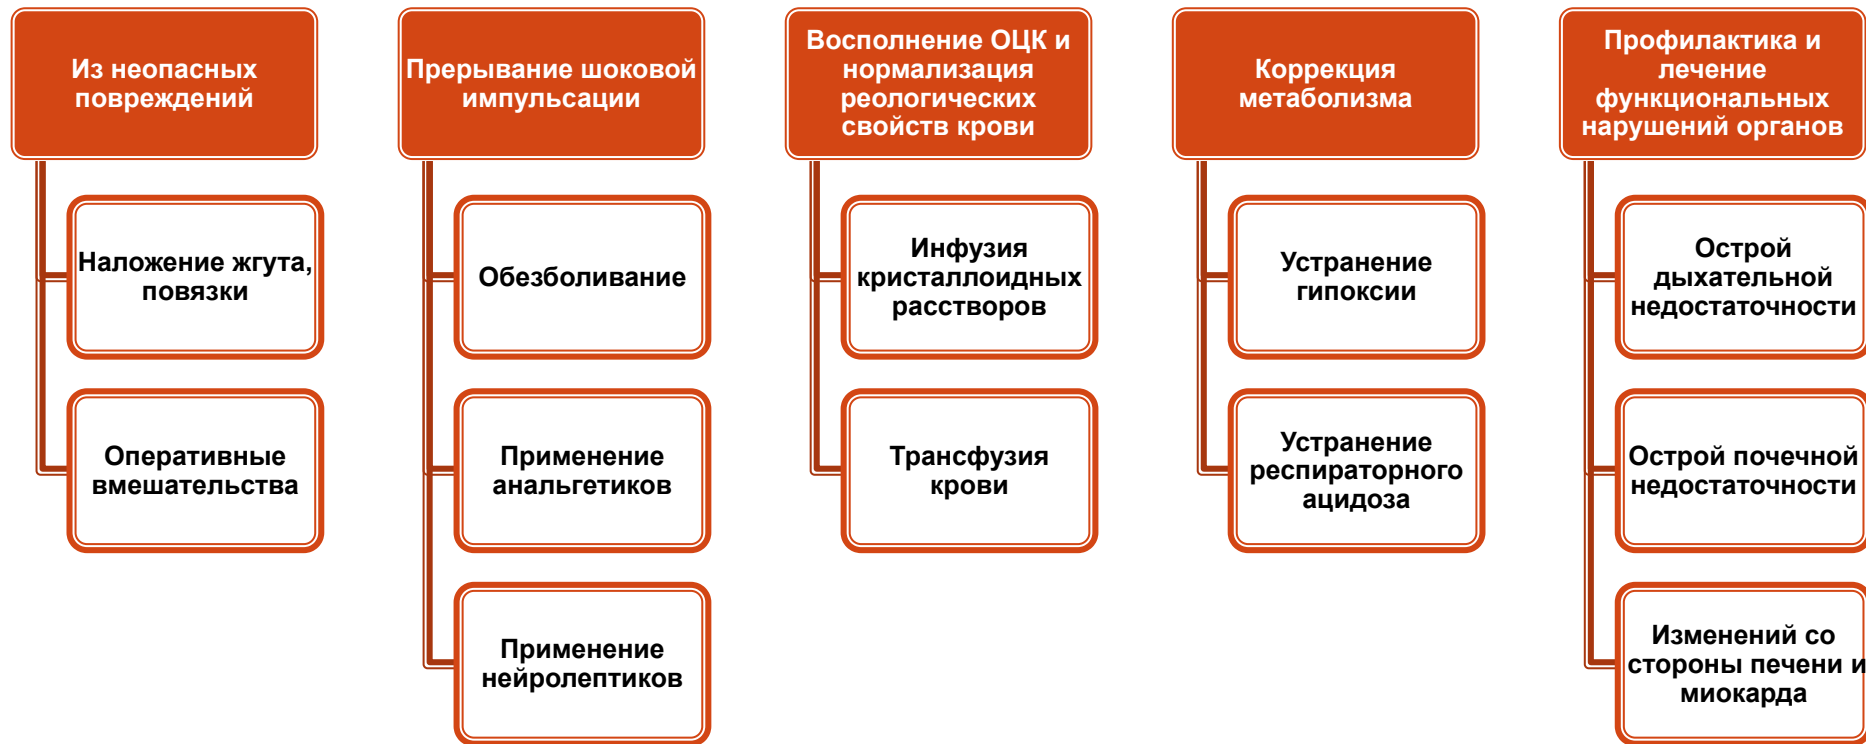 Из неопасных
повреждений
Наложение жгута,
повязки
Оперативные
вмешательства
Прерывание шоковой
импульсации
Обезболивание
Применение
анальгетиков
Применение
нейролептиков
Восполнение ОЦК и
нормализация
реологических
свойств крови
Инфузия
кристаллоидных
расстворов
Трансфузия
крови
Коррекция
метаболизма
Устранение
гипоксии
Устранение
респираторного
ацидоза
Профилактика и
лечение
функциональных
нарушений органов
Острой
дыхательной
недостаточности
Острой почечной
недостаточности
Изменений со
стороны печени и
миокарда